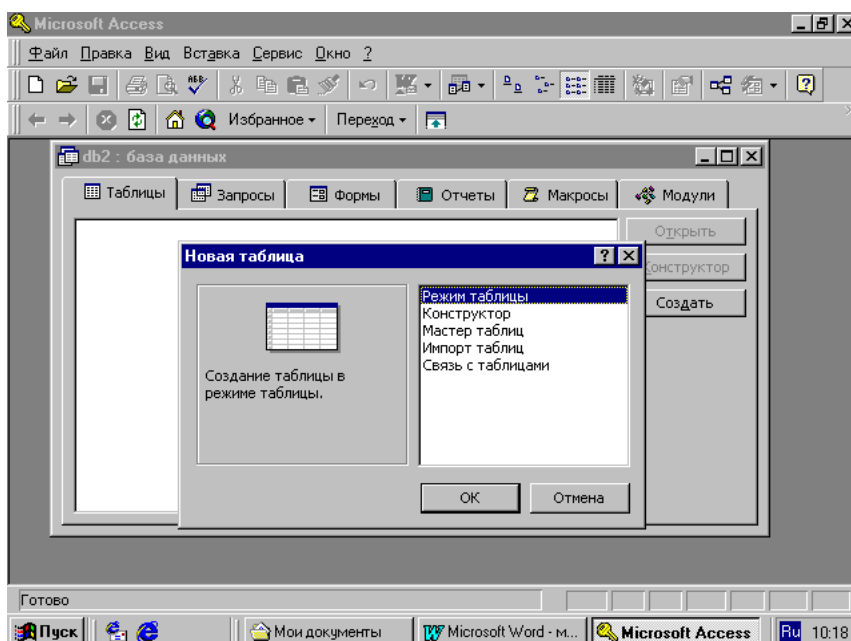 Microsoft Access
Файл Правка Вид Вставка Сервис Окно ?
Избранное Переход
db2 : база данных
Таблицы Запросы Формы Отчеты Макросы Модули
Открыть
Конструктор
Создать
Новая таблица
Режим таблицы
Конструктор
Мастер таблиц
Импорт таблиц
Связь с таблицами
Создание таблицы в
режиме таблицы.
ОК Отмена
Готово
Пуск Мои документы Microsoft Word - м... Microsoft Access Ru 10:18